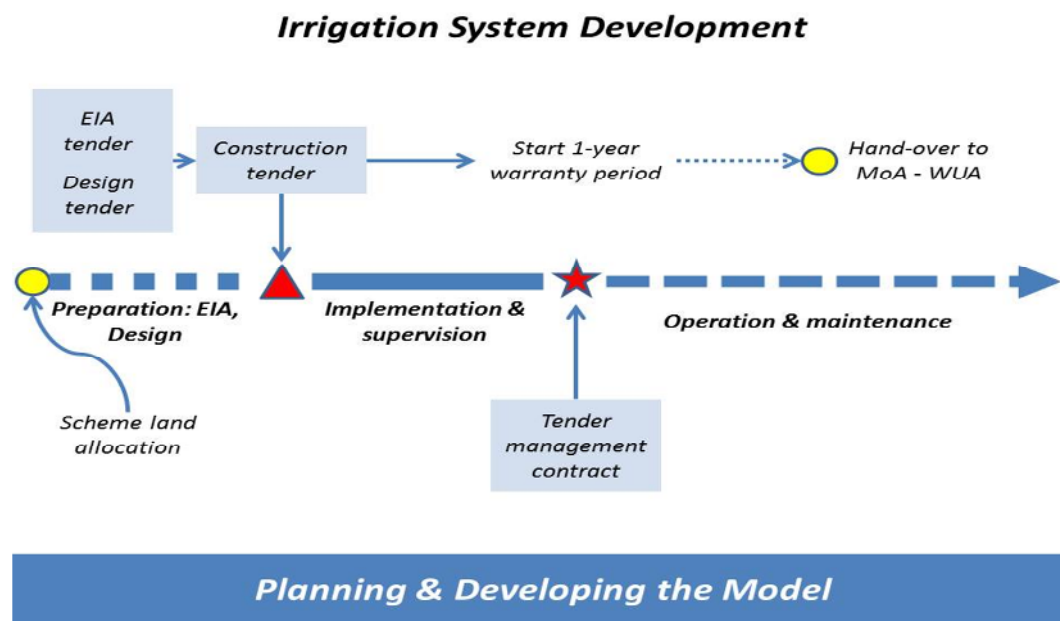 Irrigation System Development
EIA
tender
Design
tender
Construction
tender
Start 1-year
warranty period
Hand-over to
MoA - WUA
Preparation: EIA,
Design
Implementation &
supervision
Operation & maintenance
Scheme land
allocation
Tender
management
contract
Planning & Developing the Model